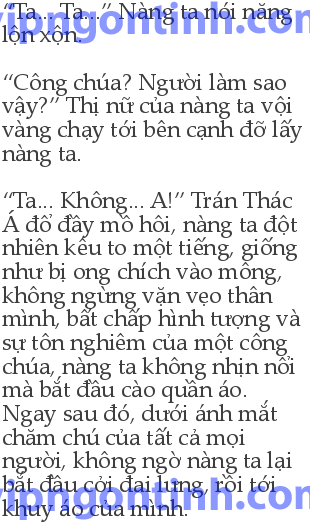 “Ta... Ta...” Nàng ta nói năng
lộn xộn.
“Công chúa? Người làm sao
vậy?” Thị nữ của nàng ta vội
vàng chạy tới bên cạnh đỡ lấy
nàng ta.
“Ta... Không... A!” Trán Thác
Á đổ đầy mồ hôi, nàng ta đột
nhiên kêu to một tiếng, giống
như bị ong chích vào mông,
không ngừng vặn vẹo thân
mình, bất chấp hình tượng và
sự tôn nghiêm của một công
chúa, nàng ta không nhịn nổi
mà bắt đầu cào quần áo.
Ngay sau đó, dưới ánh mắt
chăm chú của tất cả mọi
người, không ngờ nàng ta lại
bắt đầu cởi đai lưng, rồi tới
khuy áo của mình.
vipngontinh.com
vipngontinh.com